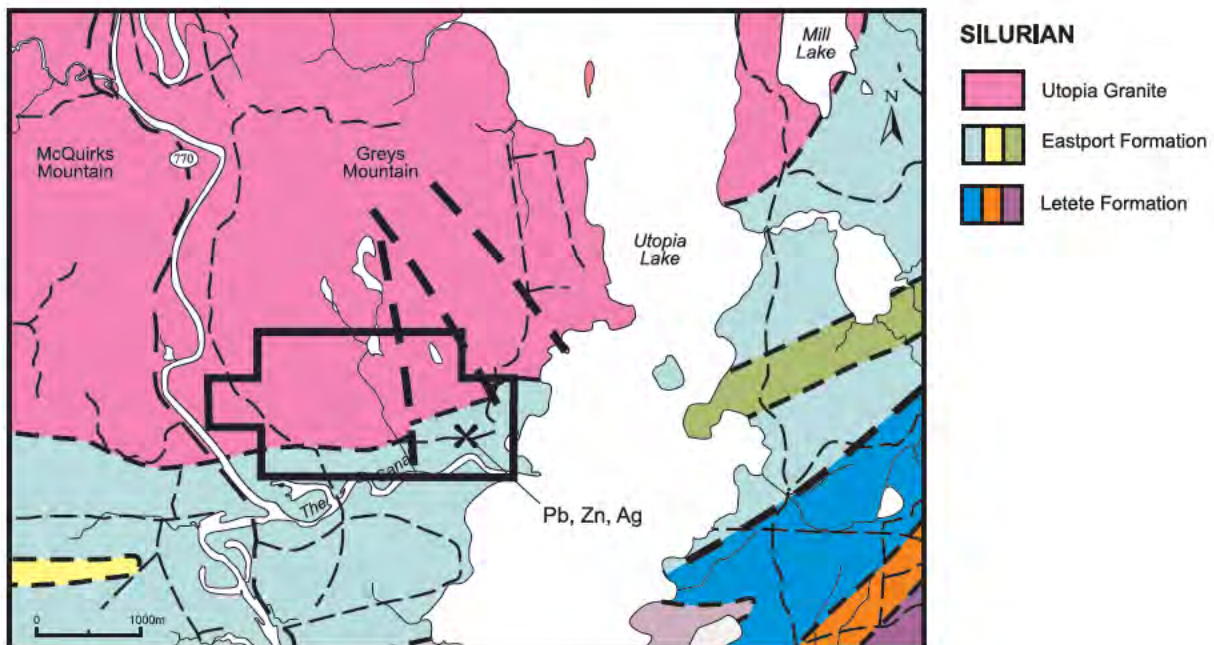 Mill
Lake
N
McQuirks
Mountain
770
Greys
Mountain
Utopia
Lake
The Canal
Pb, Zn, Ag
0 1000m
SILURIAN
Utopia Granite
Eastport Formation
Letete Formation